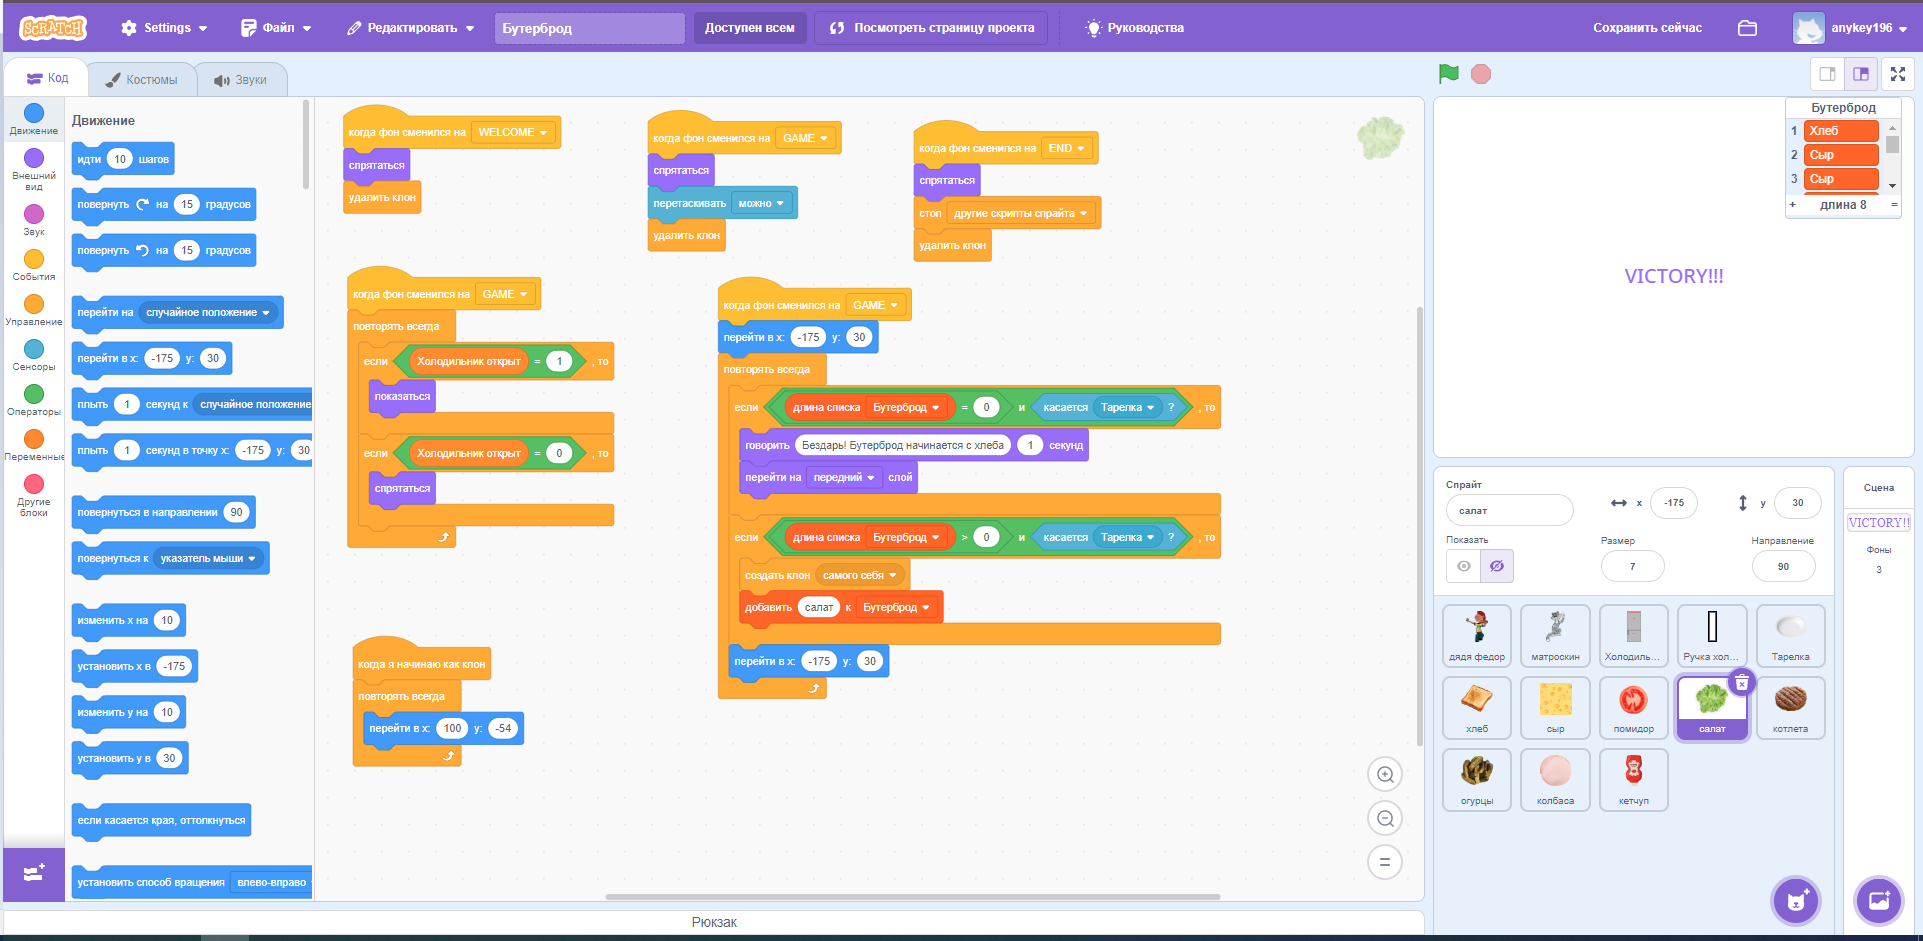 SCRATCH
Settings
Файл
Редактировать
Бутерброд
Доступен всем
Посмотреть страницу проекта
Руководства
Сохранить сейчас
anykey196
Код
Костюмы
Звуки
Движение
Внешний вид
Звук
События
Управление
Сенсоры
Операторы
Переменные
Другие блоки
Движение
идти 10 шагов
повернуть на 15 градусов
повернуть на 15 градусов
перейти на случайное положение
перейти в x: -175 y: 30
плыть 1 секунд к случайное положение
плыть 1 секунд в точку x: -175 y: 30
повернуться в направлении 90
повернуться к указатель мыши
изменить x на 10
установить x в -175
изменить y на 10
установить y в 30
если касается края, оттолкнуться
установить способ вращения влево-вправо
когда фон сменился на WELCOME
спрятаться
удалить клон
когда фон сменился на GAME
спрятаться
перетаскивать можно
удалить клон
когда фон сменился на END
спрятаться
стоп другие скрипты спрайта
удалить клон
когда фон сменился на GAME
повторять всегда
если Холодильник открыт = 1 , то
показаться
если Холодильник открыт = 0 , то
спрятаться
когда фон сменился на GAME
перейти в x: -175 y: 30
повторять всегда
если длина списка Бутерброд = 0 и касается Тарелка ? , то
говорить Бездарь! Бутерброд начинается с хлеба 1 секунд
перейти на передний слой
если длина списка Бутерброд > 0 и касается Тарелка ? , то
создать клон самого себя
добавить салат к Бутерброд
перейти в x: -175 y: 30
когда я начинаю как клон
повторять всегда
перейти в x: 100 y: -54
Рюкзак
Бутерброд
1 Хлеб
2 Сыр
3 Сыр
+ длина 8 =
VICTORY!!!
Спрайт
салат
x -175
y 30
Показать
Размер
7
Направление
90
дядя федор
матроскин
Холодиль...
Ручка хол...
Тарелка
хлеб
сыр
помидор
салат
котлета
огурцы
колбаса
кетчуп
Сцена
VICTORY!!
Фоны
3